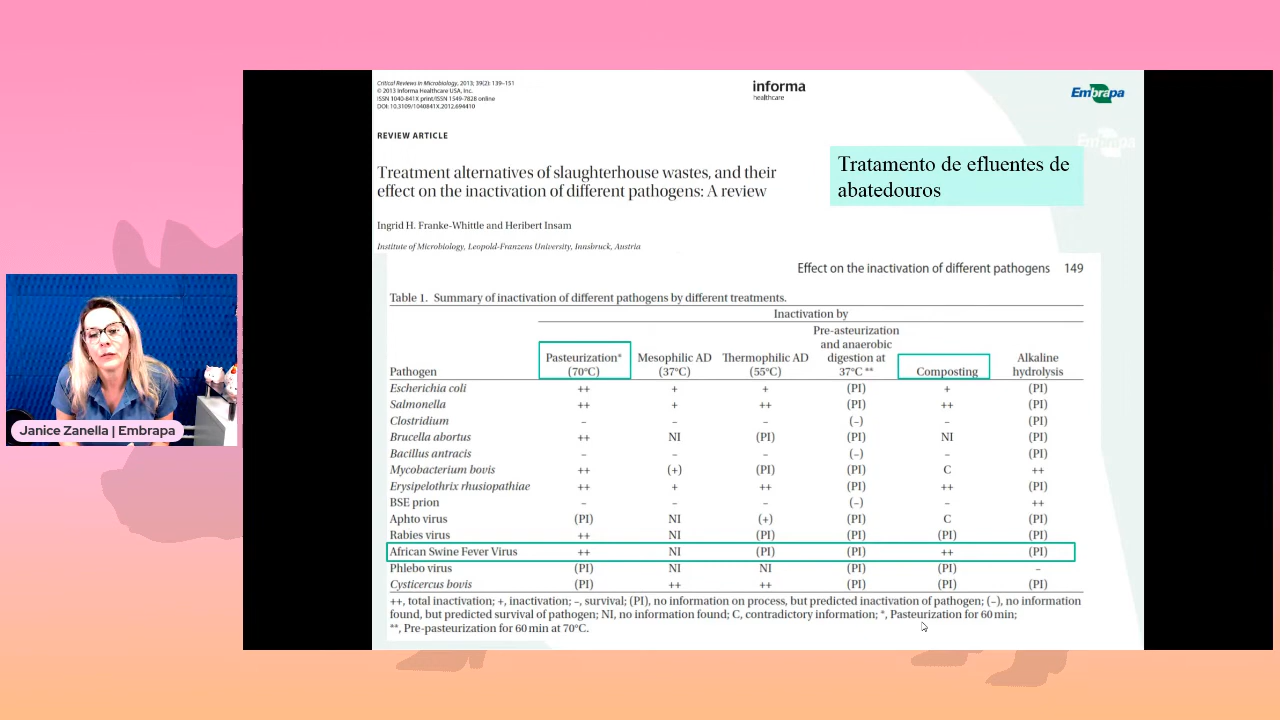 Critical Reviews in Microbiology, 2013; 39(2): 139–151
© 2013 Informa Healthcare USA, Inc.
ISSN 1040-841X print/ISSN 1549-7828 online
DOI: 10.3109/1040841X.2012.694410
informa
healthcare
Embrapa
Embrapa
REVIEW ARTICLE
Treatment alternatives of slaughterhouse wastes, and their
effect on the inactivation of different pathogens: A review
Tratamento de efluentes de
abatedouros
Ingrid H. Franke-Whittle and Heribert Insam
Institute of Microbiology, Leopold-Franzens University, Innsbruck, Austria
Effect on the inactivation of different pathogens 149
Table 1. Summary of inactivation of different pathogens by different treatments.
Inactivation by
Pre-asteurization
and anaerobic
Pasteurization* Mesophilic AD Thermophilic AD digestion at Alkaline
Pathogen (70°C) (37°C) (55°C) 37°C ** Composting hydrolysis
Escherichia coli ++ + + (PI) + (PI)
Salmonella ++ + ++ (PI) ++ (PI)
Clostridium – – – (–) – (PI)
Brucella abortus ++ NI (PI) (PI) NI (PI)
Bacillus antracis – – – (–) – (PI)
Mycobacterium bovis ++ (+) (PI) (PI) C ++
Erysipelothrix rhusiopathiae ++ + ++ (PI) ++ (PI)
BSE prion – – – (–) – ++
Aphto virus (PI) NI (+) (PI) C (PI)
Rabies virus ++ NI (PI) (PI) (PI) (PI)
African Swine Fever Virus ++ NI (PI) (PI) ++ (PI)
Phlebo virus (PI) NI NI (PI) (PI) –
Cysticercus bovis (PI) ++ ++ (PI) (PI) (PI)
++, total inactivation; +, inactivation; –, survival; (PI), no information on process, but predicted inactivation of pathogen; (–), no information
found, but predicted survival of pathogen; NI, no information found; C, contradictory information; *, Pasteurization for 60 min;
**, Pre-pasteurization for 60 min at 70°C.
Janice Zanella | Embrapa